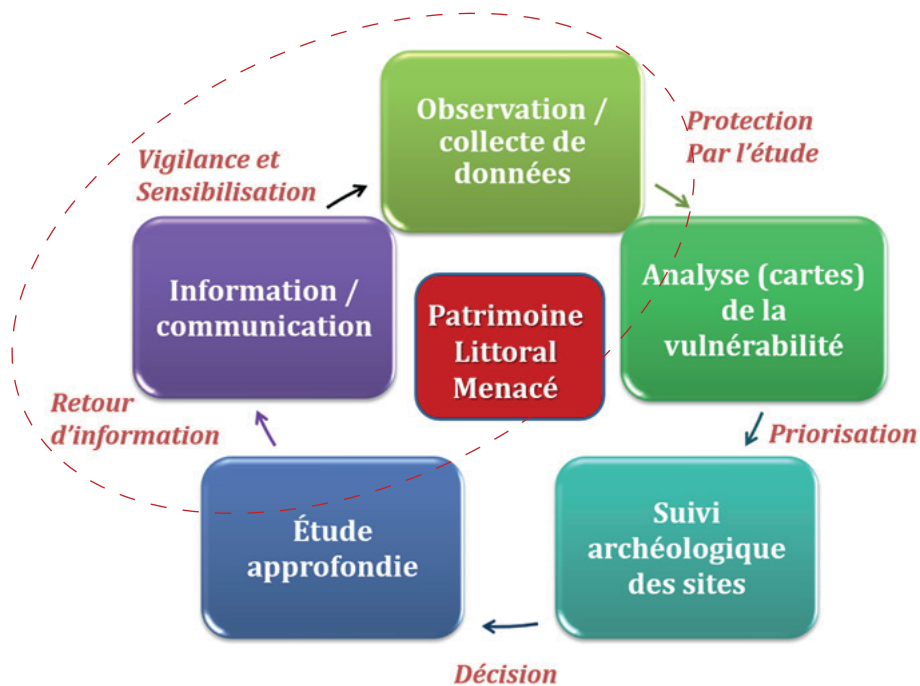 Observation /
collecte de
données
Protection
Par l'étude
Vigilance et
Sensibilisation
Information /
communication
Patrimoine
Littoral
Menacé
Analyse (cartes)
de la
vulnérabilité
Retour
d'information
Priorisation
Étude
approfondie
Suivi
archéologique
des sites
Décision